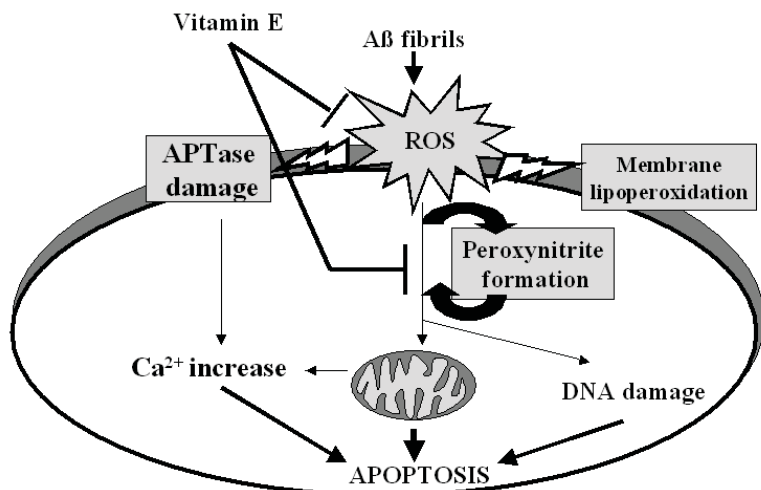 Vitamin E
Aß fibrils
ROS
APTase
damage
Membrane
lipoperoxidation
Peroxynitrite
formation
Ca²⁺ increase
DNA damage
APOPTOSIS